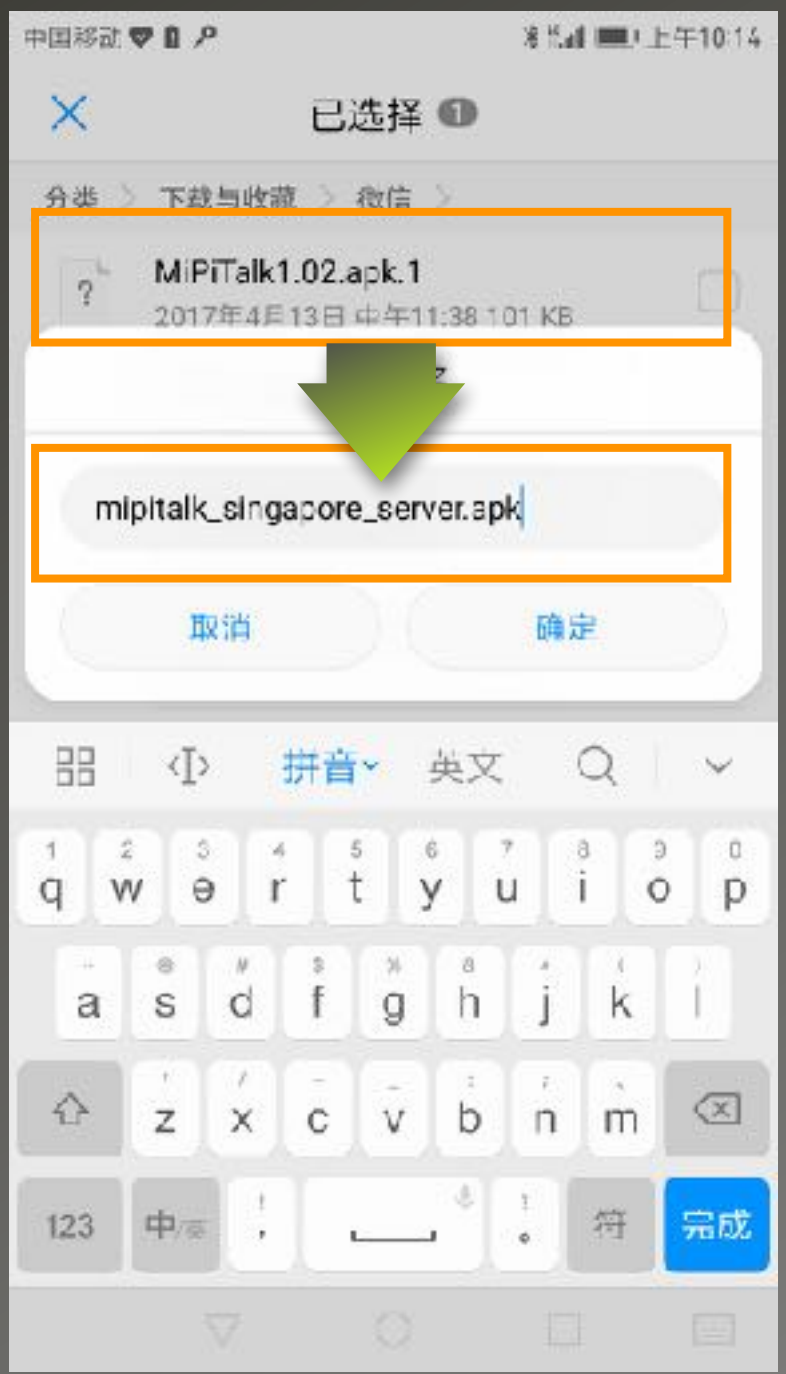 中国移动 上午10:14
已选择 1
分类 > 下载与收藏 > 微信 >
?
MiPiTalk1.02.apk.1
2017年4月13日 中午11:38 101 KB
mipitalk_singapore_server.apk
取消 确定
拼音 英文
1 2 3 4 5 6 7 8 9 0
q w e r t y u i o p
a s d f g h j k l
z x c v b n m
123 中/英 , 。 符 完成